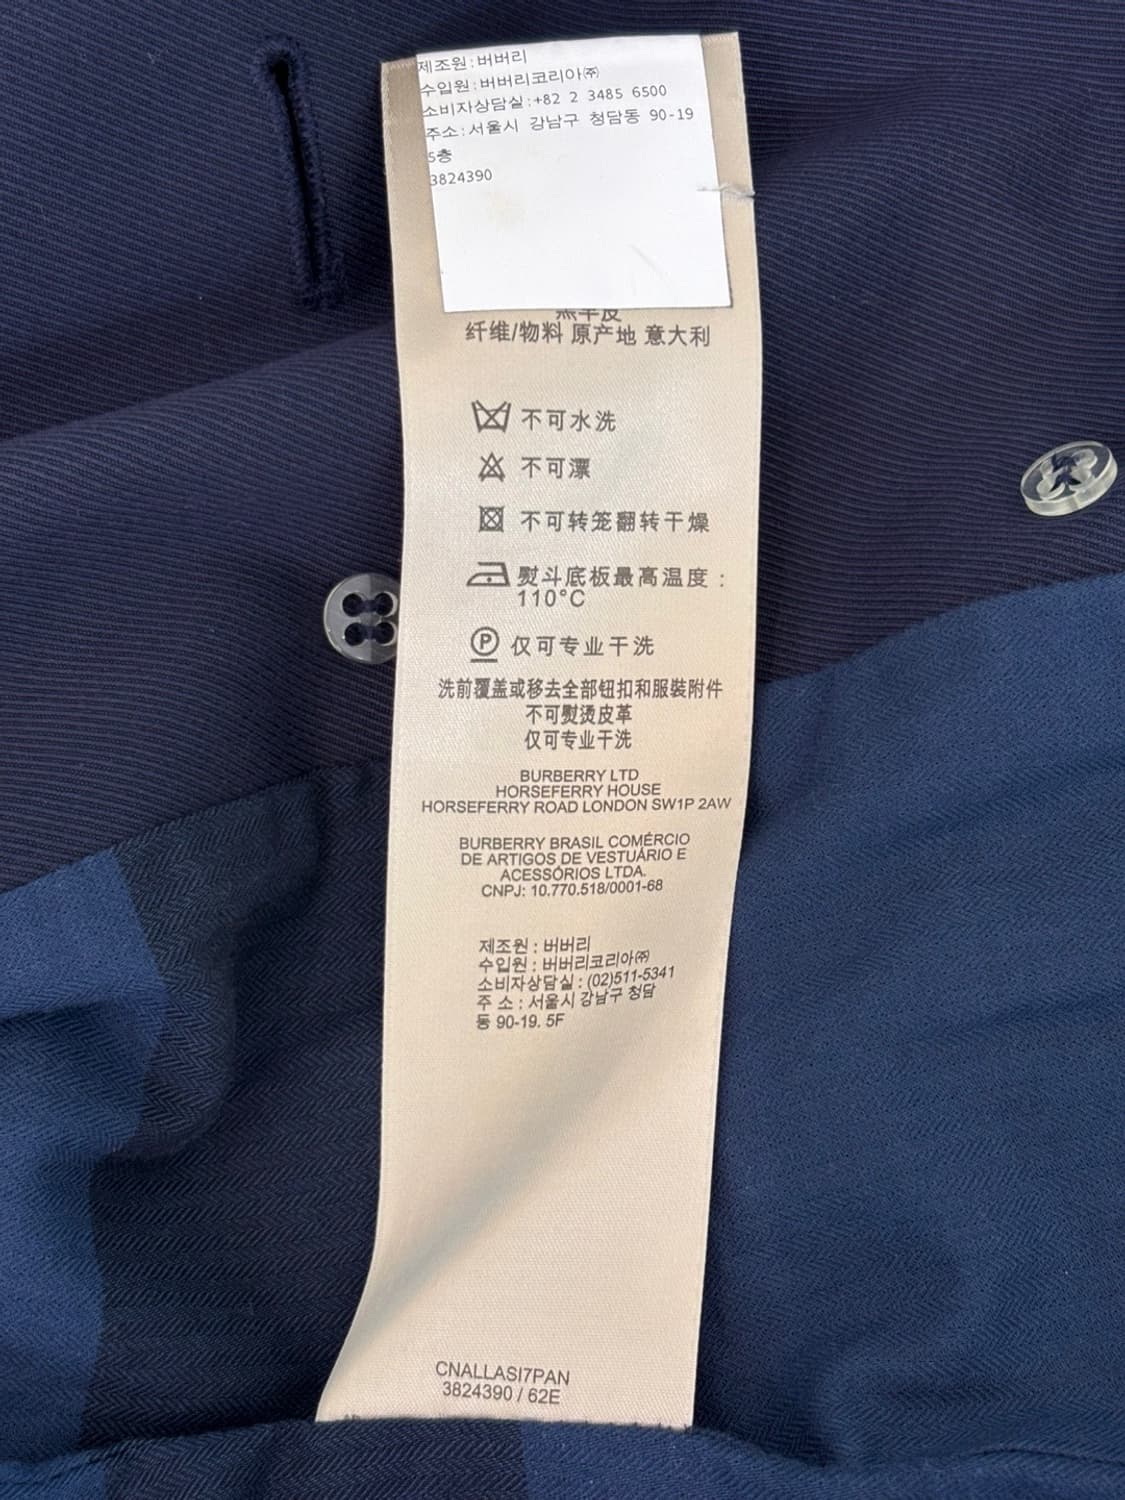 제조원:버버리
수입원:버버리코리아㈜
소비자상담실:+82 2 3485 6500
주소:서울시 강남구 청담동 90-19
5층
3824390
羔羊皮
纤维/物料 原产地 意大利
不可水洗
不可漂
不可转笼翻转干燥
熨斗底板最高温度：
110°C
P 仅可专业干洗
洗前覆盖或移去全部钮扣和服裝附件
不可熨烫皮革
仅可专业干洗
BURBERRY LTD
HORSEFERRY HOUSE
HORSEFERRY ROAD LONDON SW1P 2AW
BURBERRY BRASIL COMÉRCIO
DE ARTIGOS DE VESTUÁRIO E
ACESSÓRIOS LTDA.
CNPJ: 10.770.518/0001-68
제조원 : 버버리
수입원 : 버버리코리아㈜
소비자상담실 : (02)511-5341
주 소 : 서울시 강남구 청담
동 90-19. 5F
CNALLASI7PAN
3824390 / 62E